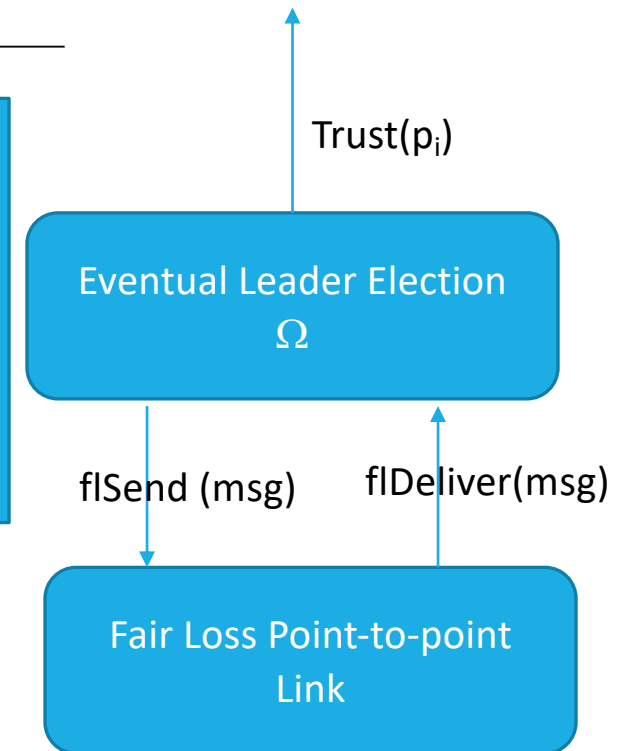 Trust(pᵢ)
Eventual Leader Election
Ω
flSend (msg)
flDeliver(msg)
Fair Loss Point-to-point
Link